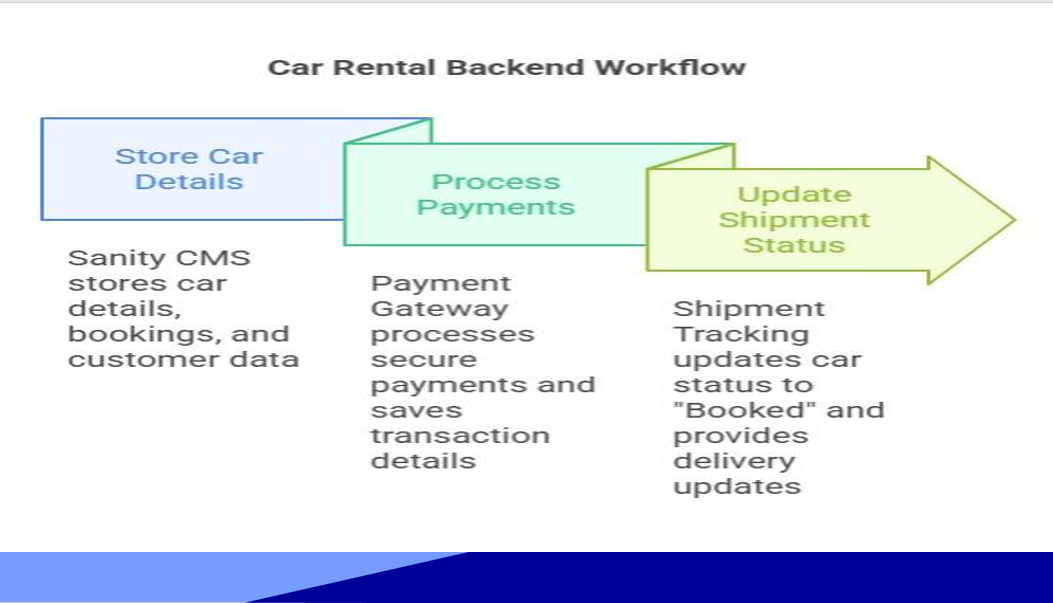 Car Rental Backend Workflow
Store Car
Details
Sanity CMS
stores car
details,
bookings, and
customer data
Process
Payments
Payment
Gateway
processes
secure
payments and
saves
transaction
details
Update
Shipment
Status
Shipment
Tracking
updates car
status to
"Booked" and
provides
delivery
updates